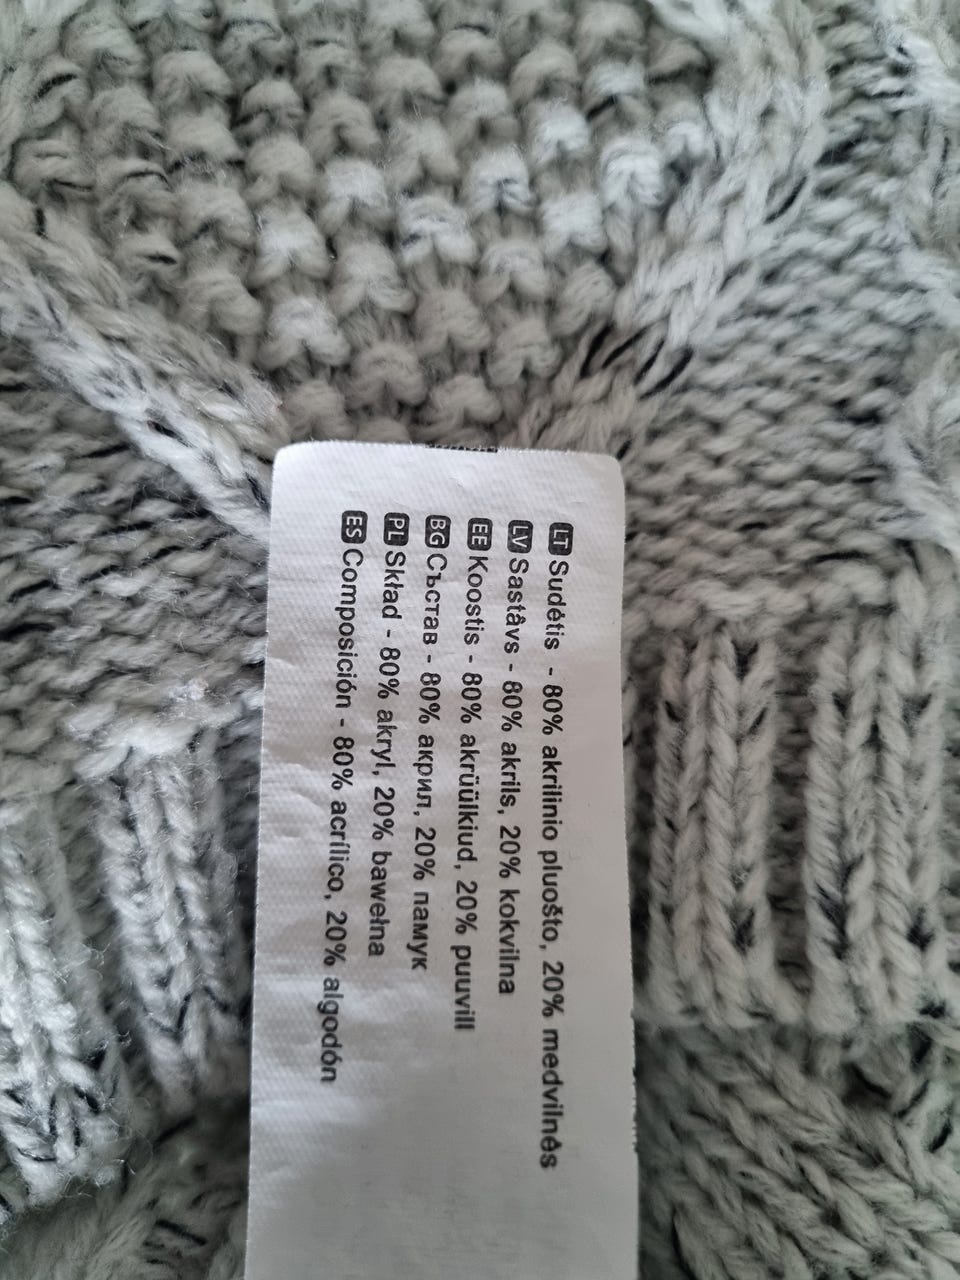 LT Sudėtis - 80% akrilinio pluošto, 20% medvilnės
LV Sastâvs - 80% akrils, 20% kokvilna
EE Koostis - 80% akrüülkiud, 20% puuvill
BG Състав - 80% акрил, 20% памук
PL Skład - 80% akryl, 20% bawełna
ES Composición - 80% acrílico, 20% algodón